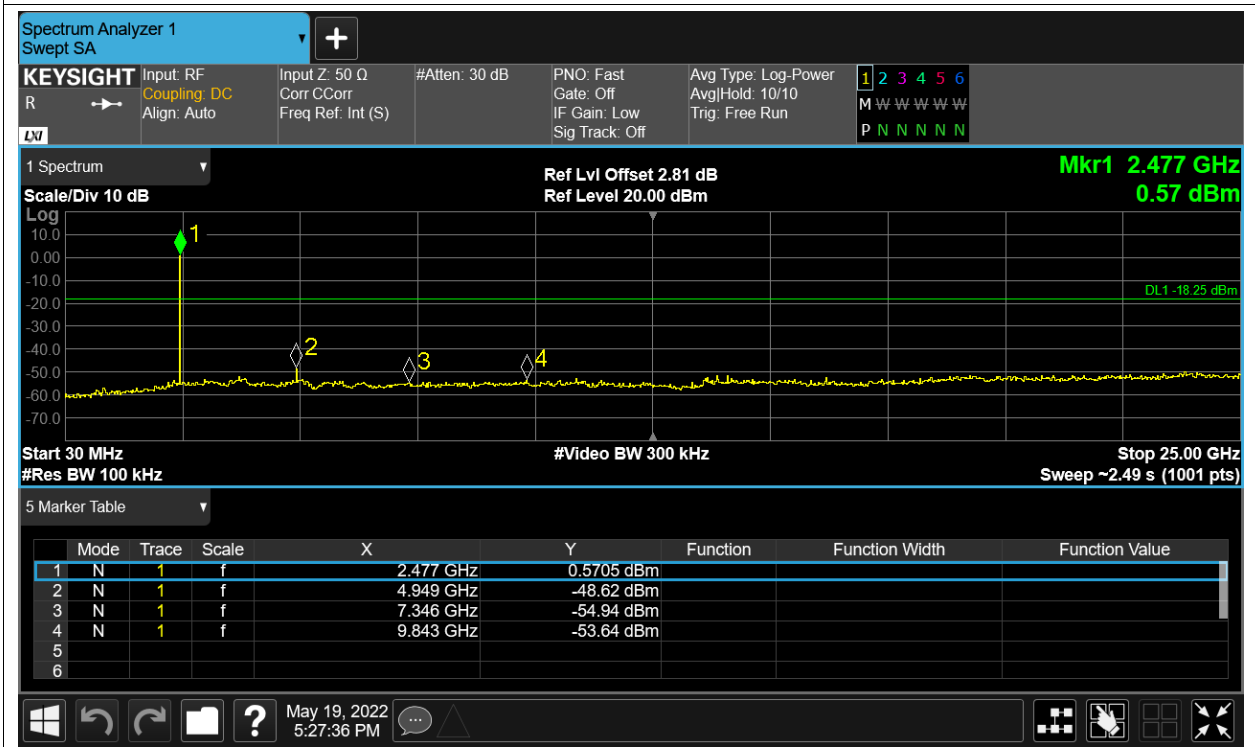 Spectrum Analyzer 1
Swept SA
+
KEYSIGHT Input: RF Input Z: 50 Ω #Atten: 30 dB PNO: Fast Avg Type: Log-Power 1 2 3 4 5 6
R Coupling: DC Corr CCorr Gate: Off Avg|Hold: 10/10 M W W W W W W
Align: Auto Freq Ref: Int (S) IF Gain: Low Trig: Free Run
LXI Sig Track: Off P N N N N N N
1 Spectrum Ref Lvl Offset 2.81 dB Mkr1 2.477 GHz
Scale/Div 10 dB Ref Level 20.00 dBm 0.57 dBm
Log
10.0 1
0.00
-10.0
DL1 -18.25 dBm
-20.0
-30.0
-40.0 2 3 4
-50.0
-60.0
-70.0
Start 30 MHz #Video BW 300 kHz Stop 25.00 GHz
#Res BW 100 kHz Sweep ~2.49 s (1001 pts)
5 Marker Table
Mode Trace Scale X Y Function Function Width Function Value
1 N 1 f 2.477 GHz 0.5705 dBm
2 N 1 f 4.949 GHz -48.62 dBm
3 N 1 f 7.346 GHz -54.94 dBm
4 N 1 f 9.843 GHz -53.64 dBm
5
6
? May 19, 2022
5:27:36 PM